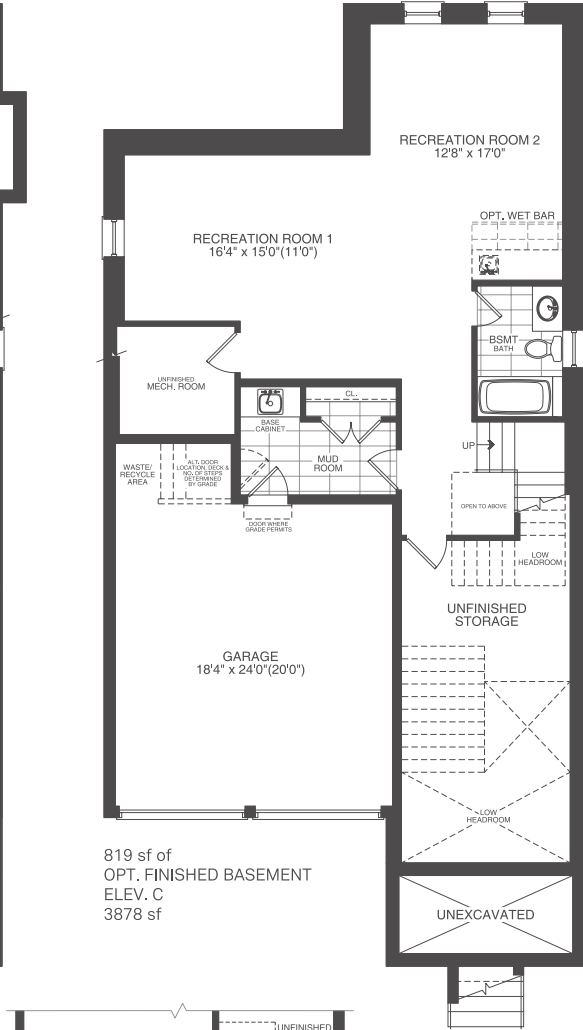 RECREATION ROOM 2
12'8" x 17'0"
OPT. WET BAR
RECREATION ROOM 1
16'4" x 15'0"(11'0")
BSMT
BATH
UNFINISHED
MECH. ROOM
CL.
BASE
CABINET
MUD
ROOM
UP
WASTE/
RECYCLE
AREA
ALT. DOOR
LOCATION, DECK &
NO. OF STEPS
DETERMINED
BY GRADE
OPEN TO ABOVE
DOOR WHERE
GRADE PERMITS
LOW
HEADROOM
UNFINISHED
STORAGE
GARAGE
18'4" x 24'0"(20'0")
LOW
HEADROOM
819 sf of
OPT. FINISHED BASEMENT
ELEV. C
3878 sf
UNEXCAVATED
UNFINISHED